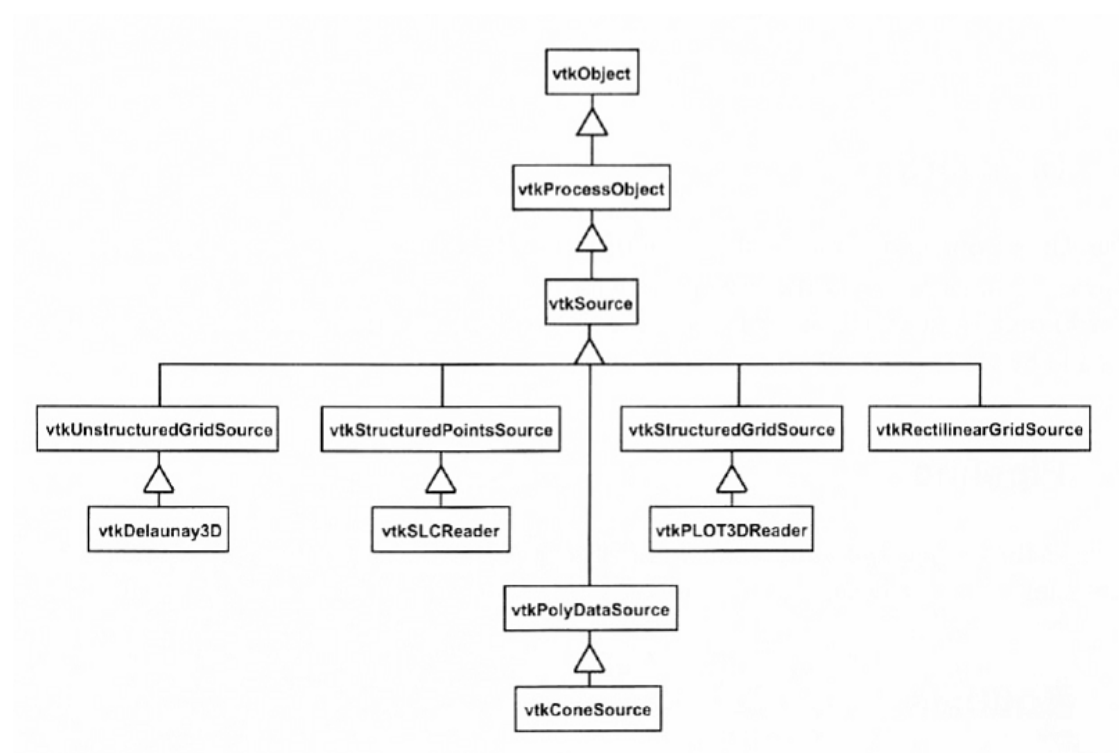 vtkObject
vtkProcessObject
vtkSource
vtkUnstructuredGridSource
vtkStructuredPointsSource
vtkStructuredGridSource
vtkRectilinearGridSource
vtkDelaunay3D
vtkSLCReader
vtkPLOT3DReader
vtkPolyDataSource
vtkConeSource